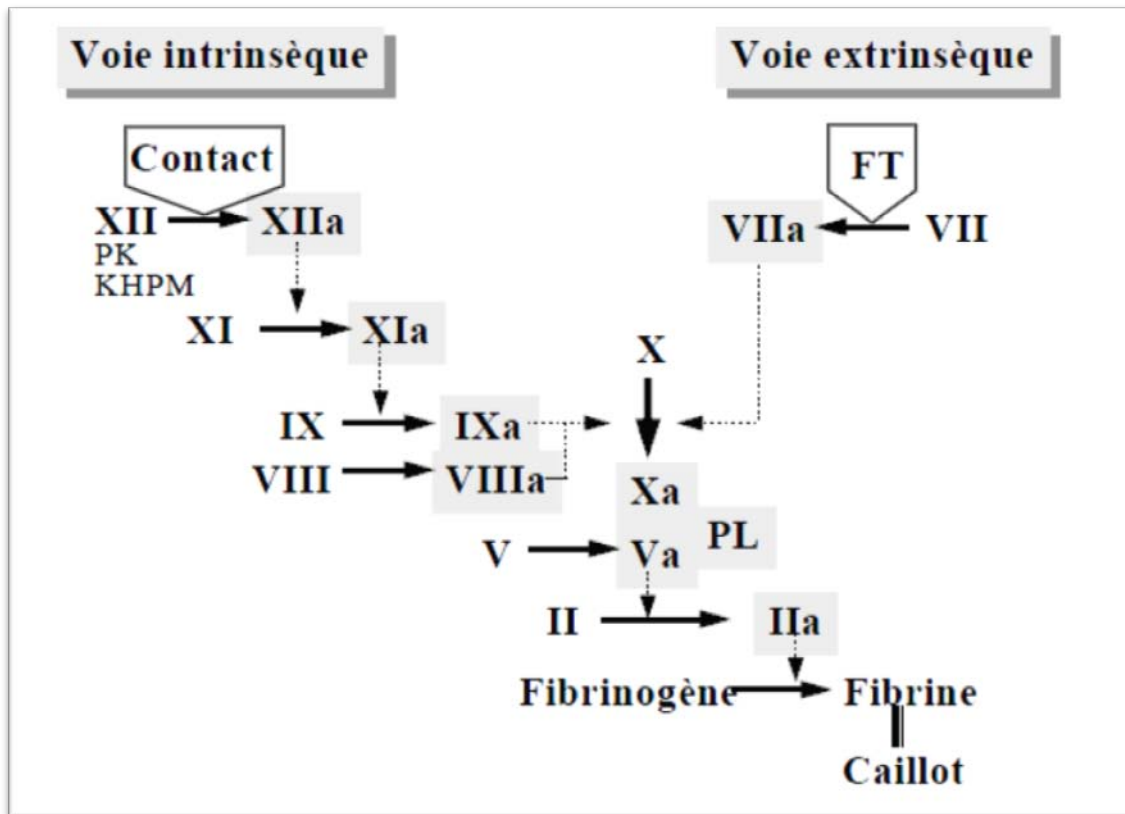 Voie intrinsèque
Voie extrinsèque
Contact
FT
XII
XIIa
VIIa
VII
PK
KHPM
XI
XIa
X
IX
IXa
VIII
VIIIa
Xa
V
Va
PL
II
IIa
Fibrinogène
Fibrine
Caillot